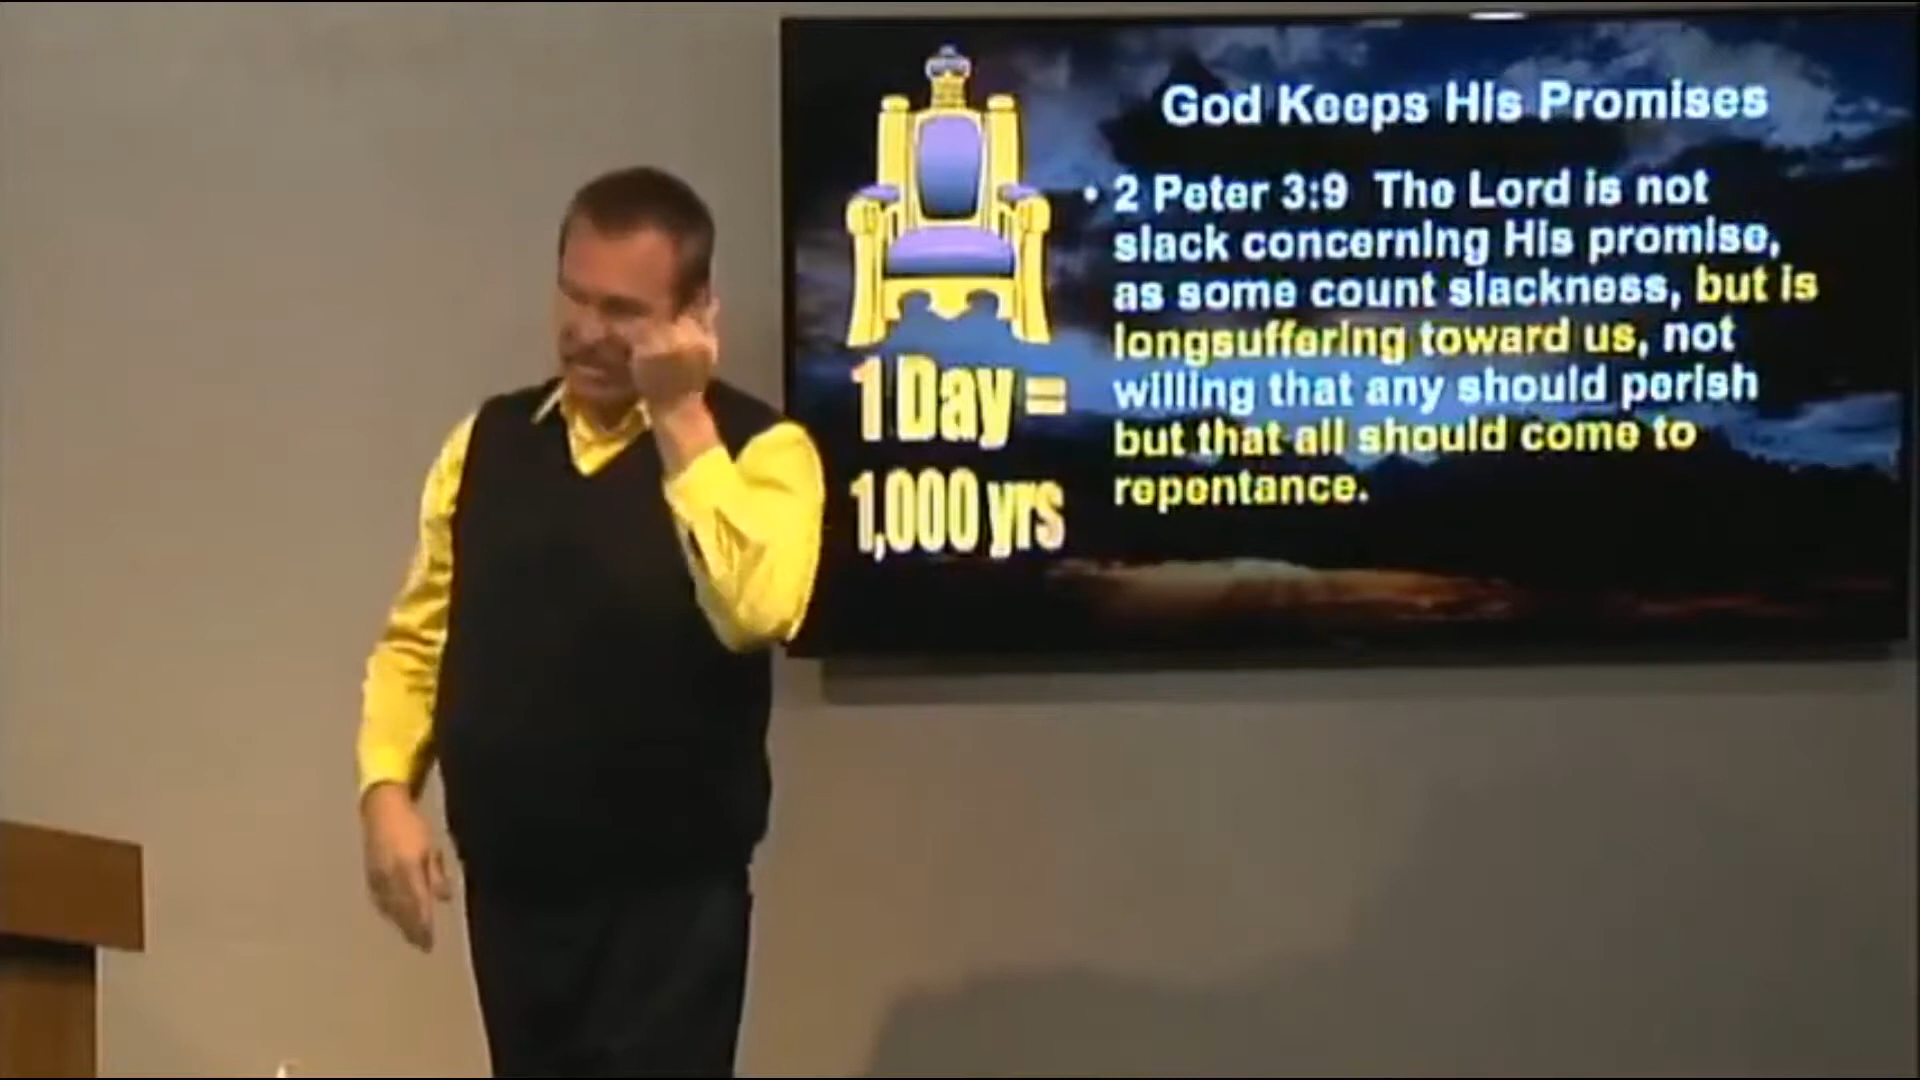 God Keeps His Promises
• 2 Peter 3:9 The Lord is not
slack concerning His promise,
as some count slackness, but is
longsuffering toward us, not
willing that any should perish
but that all should come to
repentance.
1 Day =
1,000 yrs